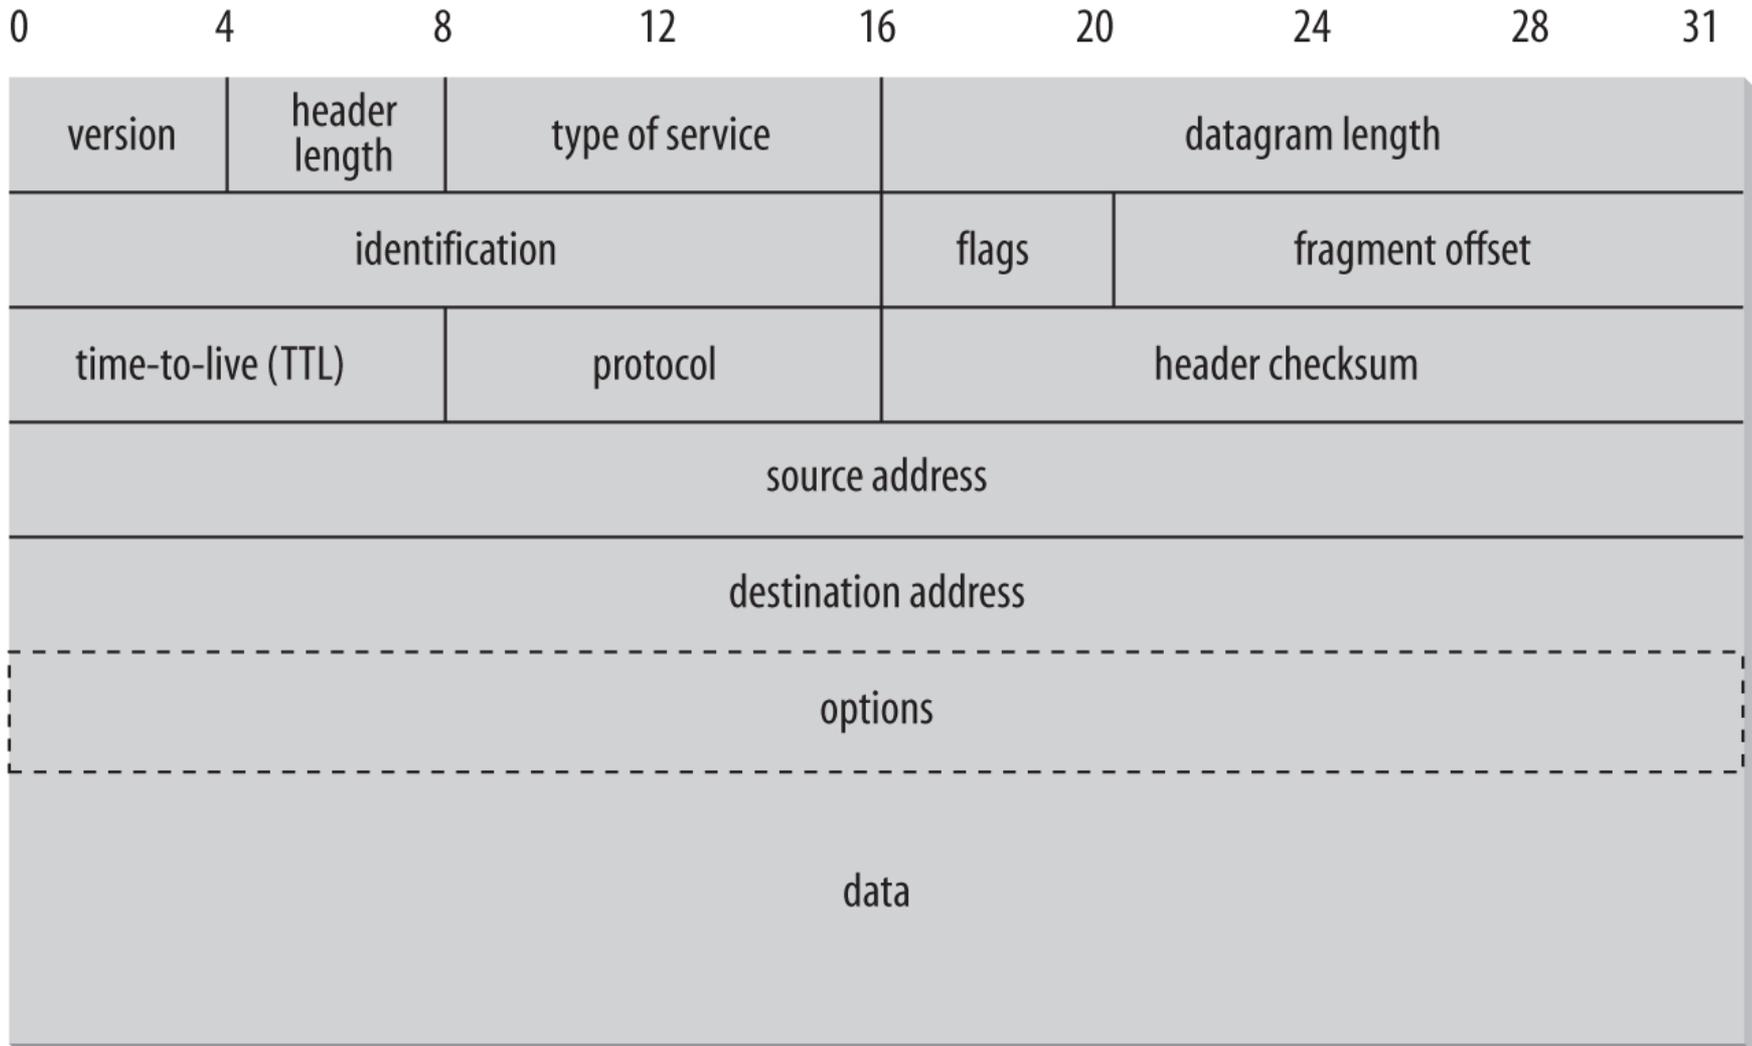 0 4 8 12 16 20 24 28 31
version header length type of service datagram length
identification flags fragment offset
time-to-live (TTL) protocol header checksum
source address
destination address
options
data